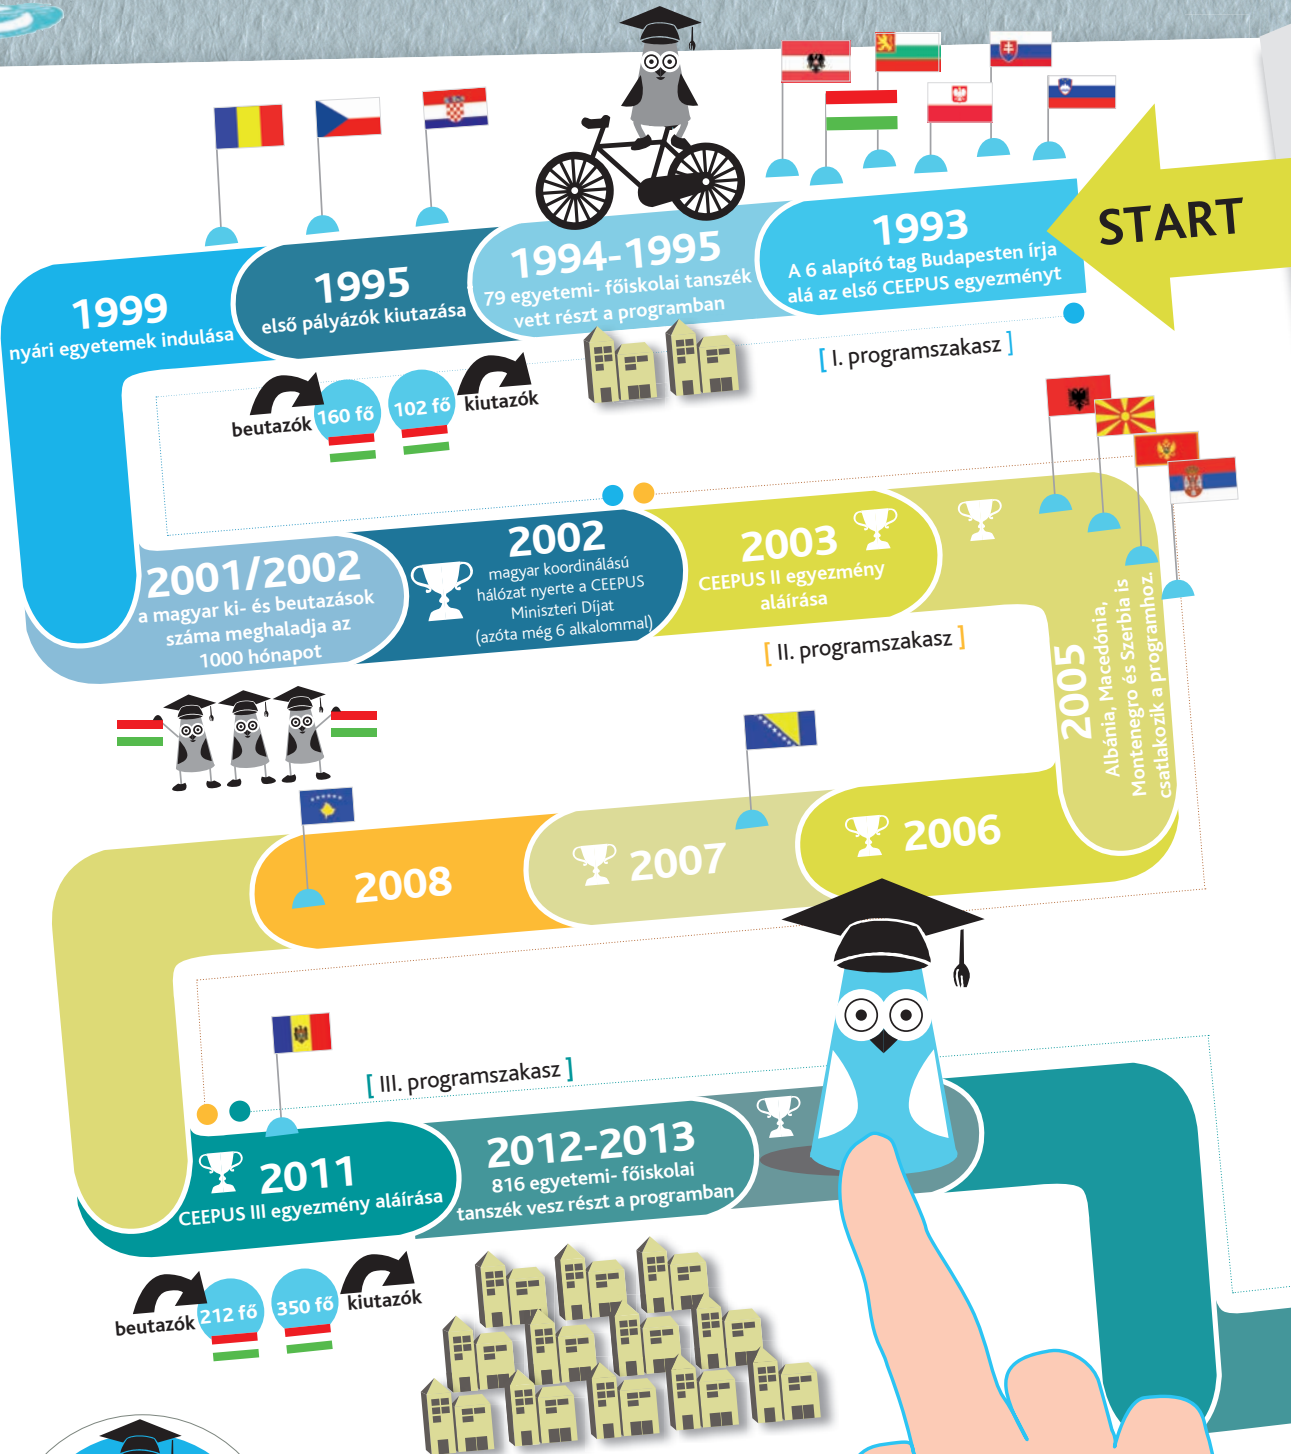 START
1993
A 6 alapító tag Budapesten írja
alá az első CEEPUS egyezményt
1994-1995
79 egyetemi- főiskolai tanszék
vett részt a programban
1995
első pályázók kiutazása
1999
nyári egyetemek indulása
[ I. programszakasz ]
beutazók
160 fő
102 fő
kiutazók
2001/2002
a magyar ki- és beutazások
száma meghaladja az
1000 hónapot
2002
magyar koordinálású
hálózat nyerte a CEEPUS
Miniszteri Díjat
(azóta még 6 alkalommal)
2003
CEEPUS II egyezmény
aláírása
[ II. programszakasz ]
2005
Albánia, Macedónia,
Montenegro és Szerbia is
csatlakozik a programhoz.
2006
2007
2008
[ III. programszakasz ]
2011
CEEPUS III egyezmény aláírása
2012-2013
816 egyetemi- főiskolai
tanszék vesz részt a programban
beutazók
212 fő
350 fő
kiutazók